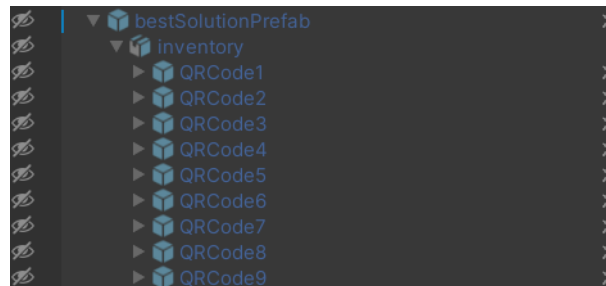 bestSolutionPrefab
inventory
QRCode1
QRCode2
QRCode3
QRCode4
QRCode5
QRCode6
QRCode7
QRCode8
QRCode9